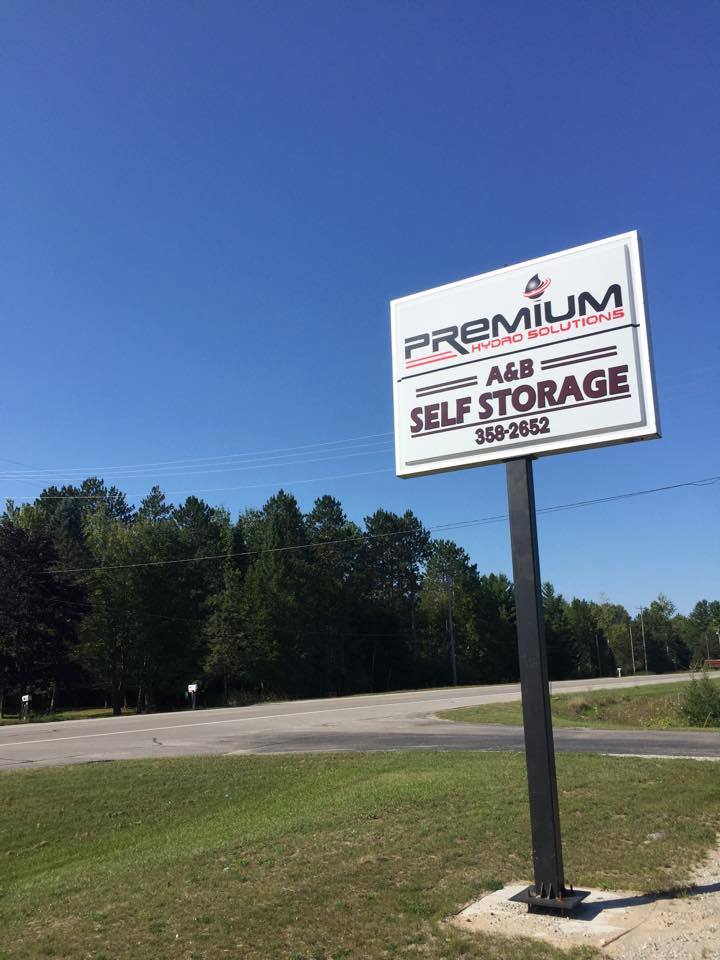 PREMIUM
HYDRO SOLUTIONS
A&B
SELF STORAGE
358-2652